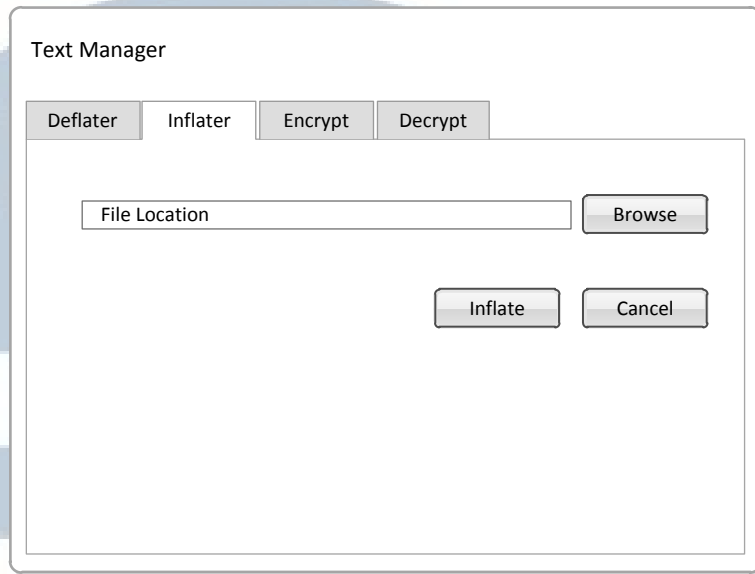 Text Manager
Deflater Inflater Encrypt Decrypt
File Location Browse
Inflate Cancel